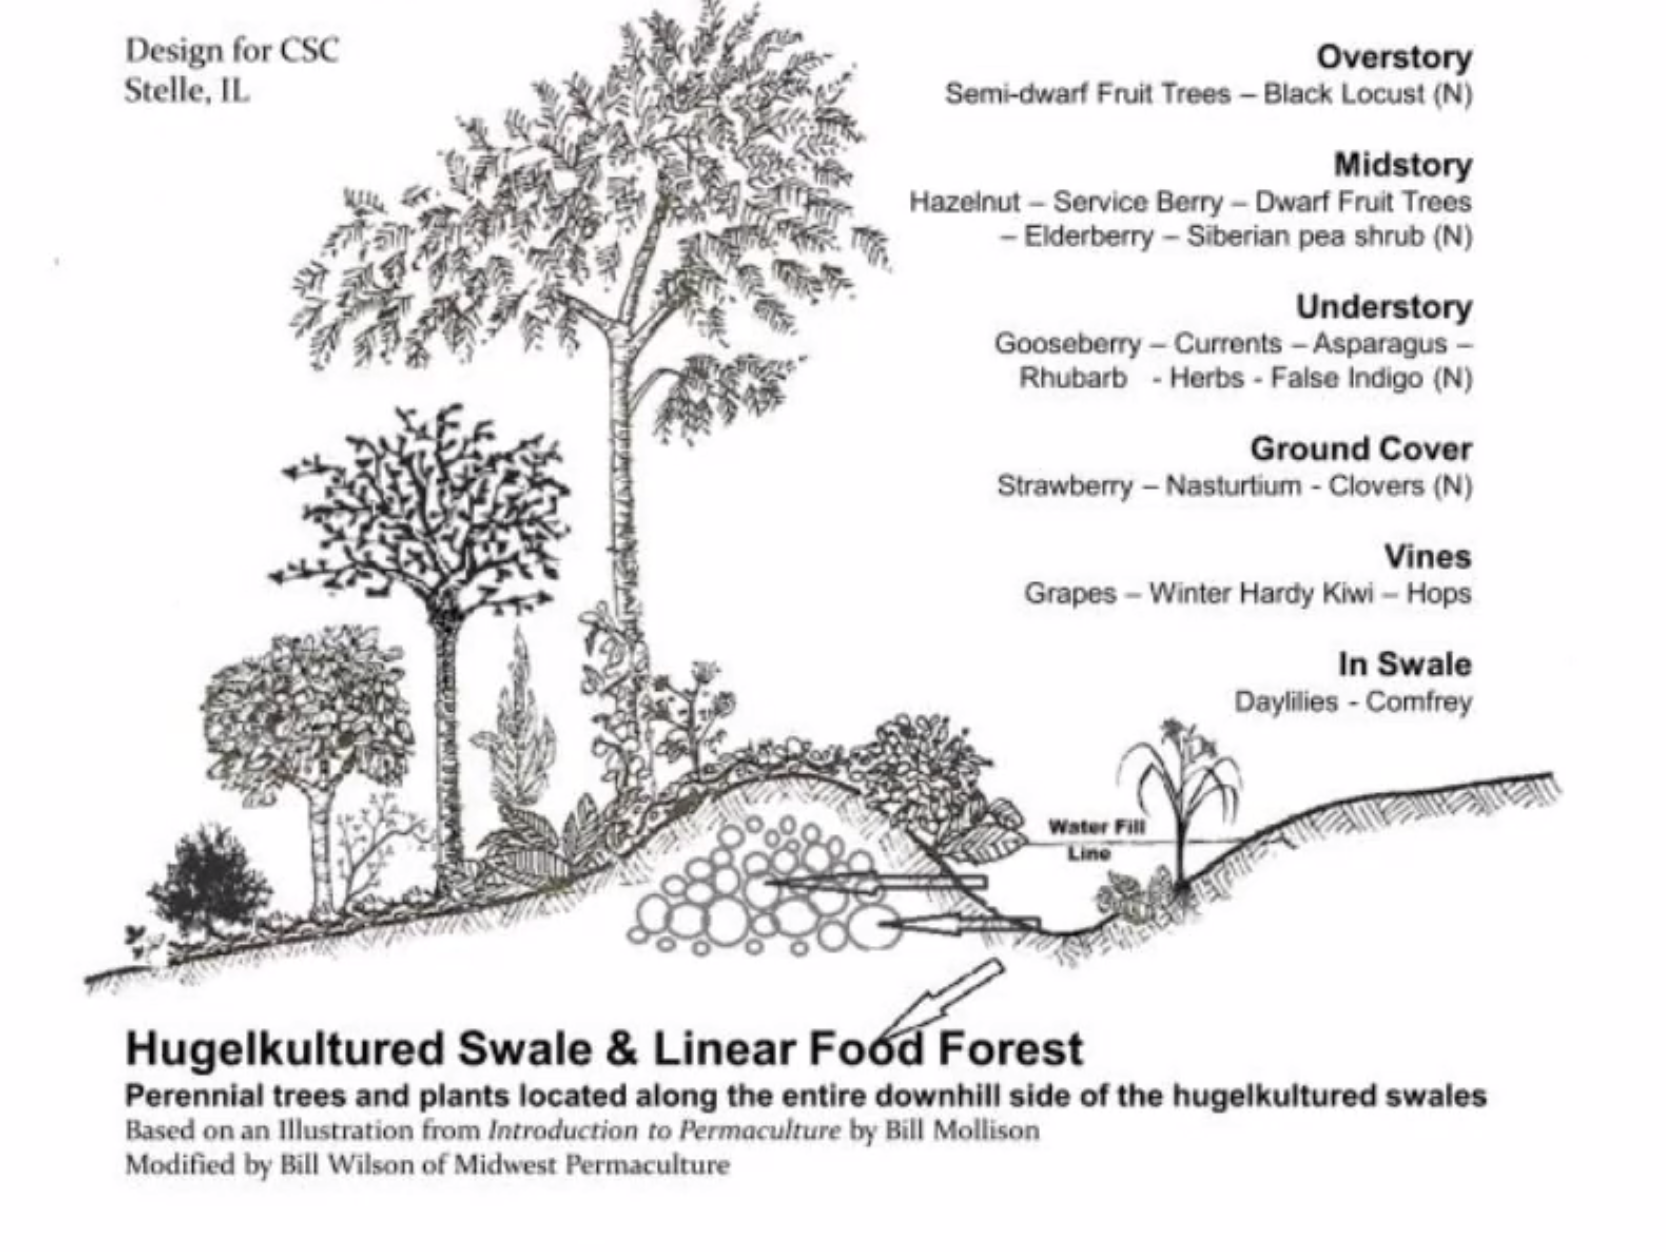 Design for CSC
Stelle, IL
Overstory
Semi-dwarf Fruit Trees – Black Locust (N)
Midstory
Hazelnut – Service Berry – Dwarf Fruit Trees
– Elderberry – Siberian pea shrub (N)
Understory
Gooseberry – Currents – Asparagus –
Rhubarb - Herbs - False Indigo (N)
Ground Cover
Strawberry – Nasturtium - Clovers (N)
Vines
Grapes – Winter Hardy Kiwi – Hops
In Swale
Daylilies - Comfrey
Water Fill
Line
Hugelkultured Swale & Linear Food Forest
Perennial trees and plants located along the entire downhill side of the hugelkultured swales
Based on an Illustration from Introduction to Permaculture by Bill Mollison
Modified by Bill Wilson of Midwest Permaculture